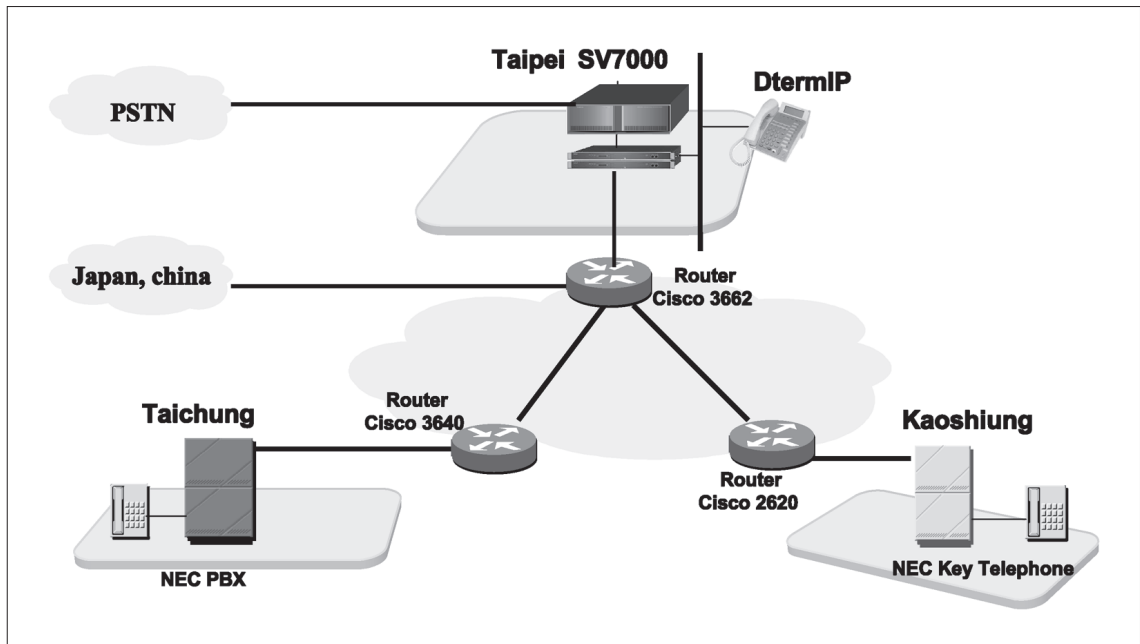 Taipei SV7000
DtermIP
PSTN
Japan, china
Router
Cisco 3662
Router
Cisco 3640
Taichung
Kaoshiung
Router
Cisco 2620
NEC PBX
NEC Key Telephone